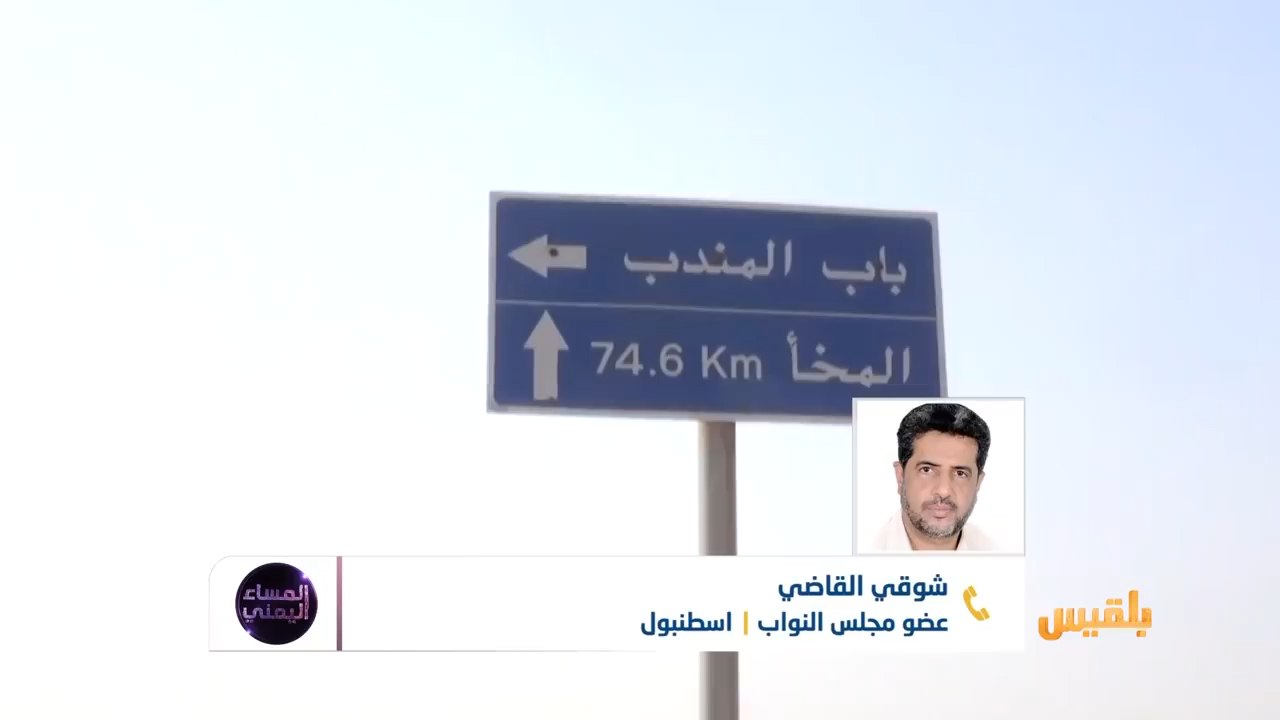 باب المندب
المخأ 74.6 Km
شوقي القاضي
عضو مجلس النواب | اسطنبول
المساء
اليمني
بلقيس